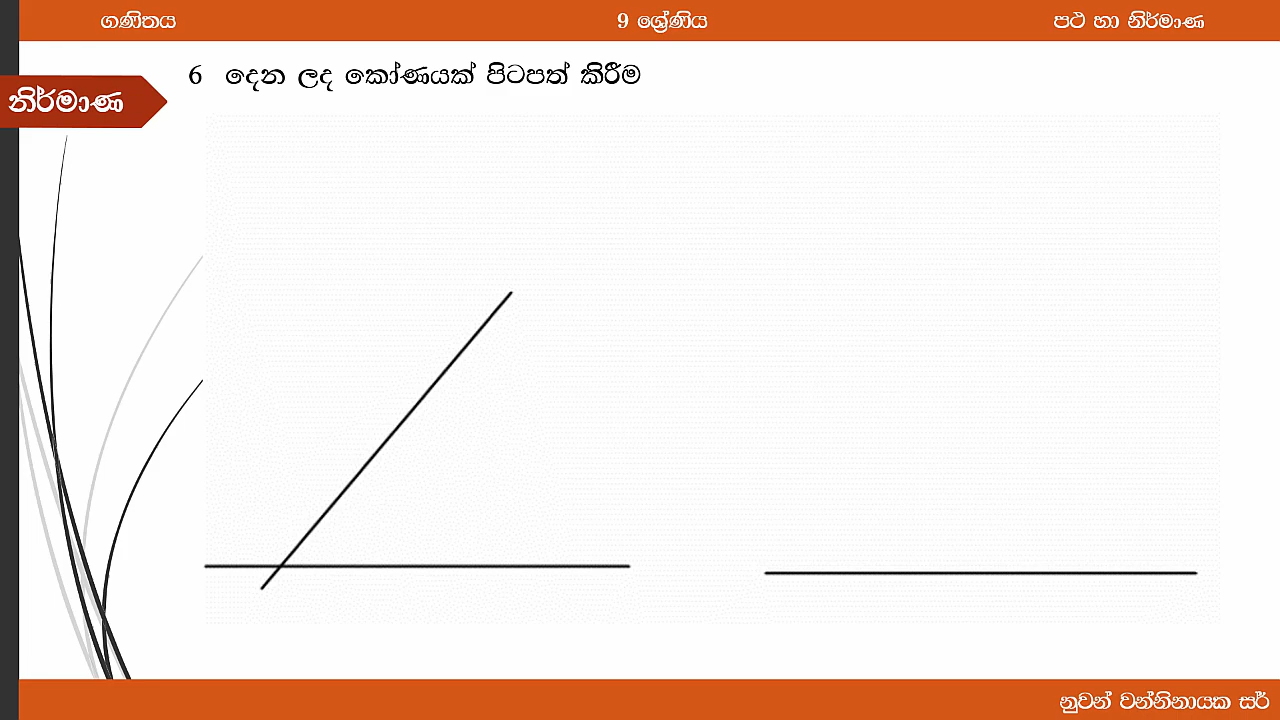 ගණිතය
9 ශ්‍රේණිය
පථ හා නිර්මාණ
6 දෙන ලද කෝණයක් පිටපත් කිරීම
නිර්මාණ
නුවන් වන්නිනායක සර්